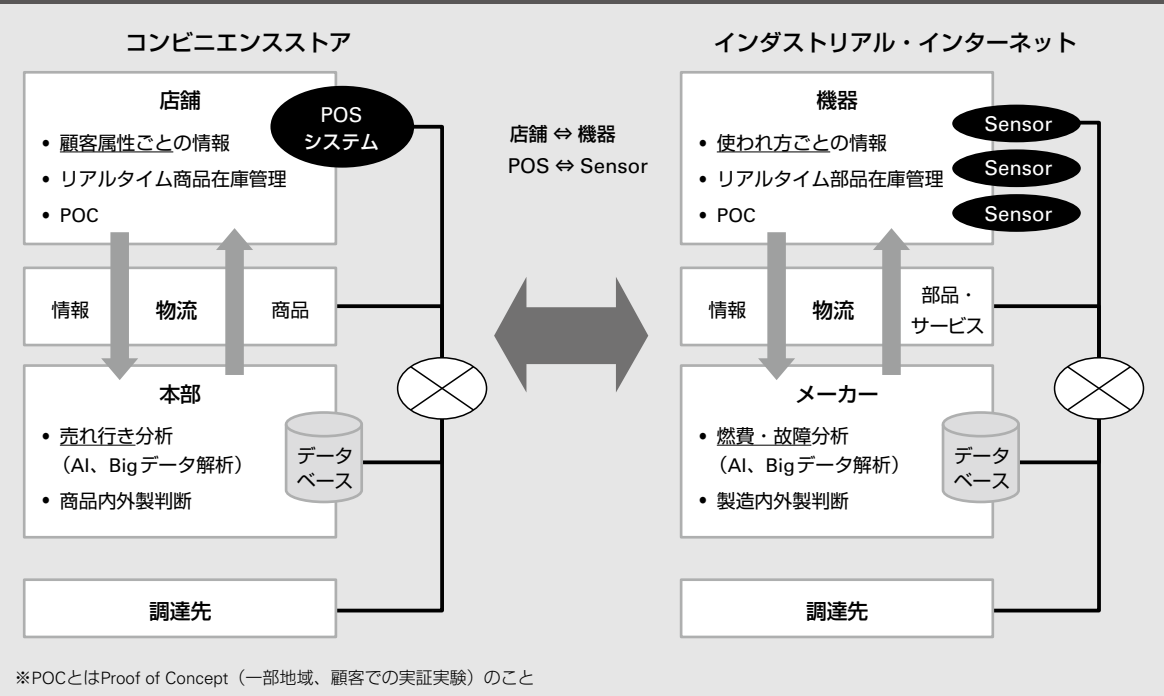 コンビニエンスストア
店舗
POS
システム
• 顧客属性ごとの情報
• リアルタイム商品在庫管理
• POC
情報
物流
商品
本部
• 売れ行き分析
（AI、Bigデータ解析）
• 商品内外製判断
データ
ベース
調達先
店舗 ⇔ 機器
POS ⇔ Sensor
インダストリアル・インターネット
機器
Sensor
Sensor
Sensor
• 使われ方ごとの情報
• リアルタイム部品在庫管理
• POC
情報
物流
部品・
サービス
メーカー
• 燃費・故障分析
（AI、Bigデータ解析）
• 製造内外製判断
データ
ベース
調達先
※POCとはProof of Concept（一部地域、顧客での実証実験）のこと